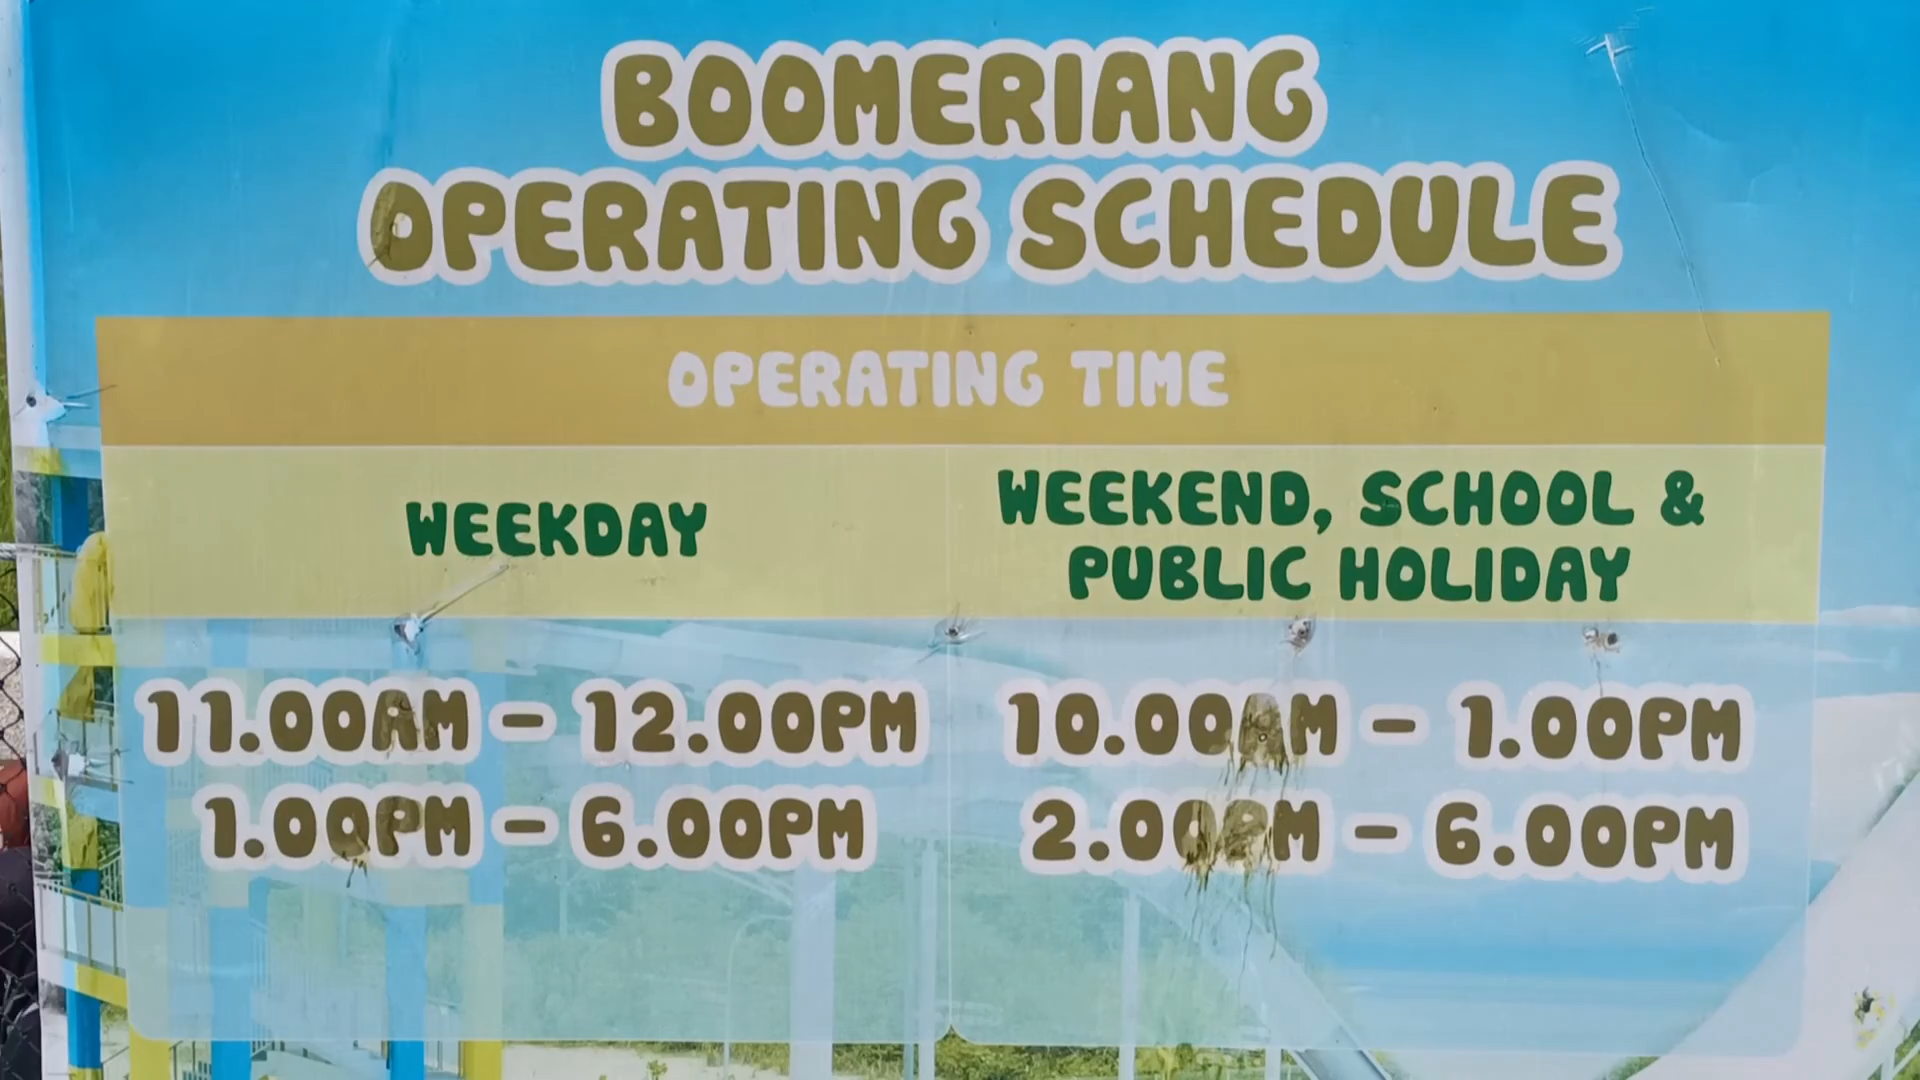 BOOMERIANG
OPERATING SCHEDULE
OPERATING TIME
WEEKDAY
WEEKEND, SCHOOL &
PUBLIC HOLIDAY
11.00AM – 12.00PM
1.00PM – 6.00PM
10.00AM – 1.00PM
2.00PM – 6.00PM